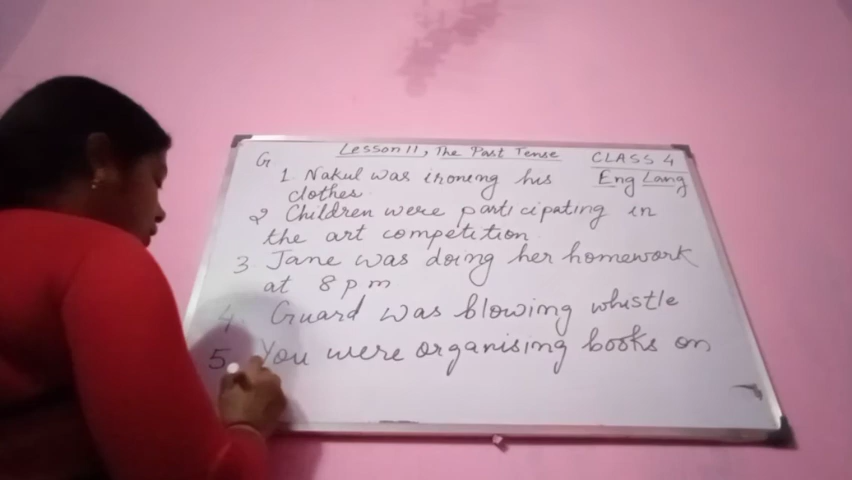 Lesson 11, The Past Tense CLASS 4
G Eng Lang
1 Nakul was ironing his
clothes.
2 Children were participating in
the art competition.
3 Jane was doing her homework
at 8 pm
4 Guard was blowing whistle
5 You were organising books on